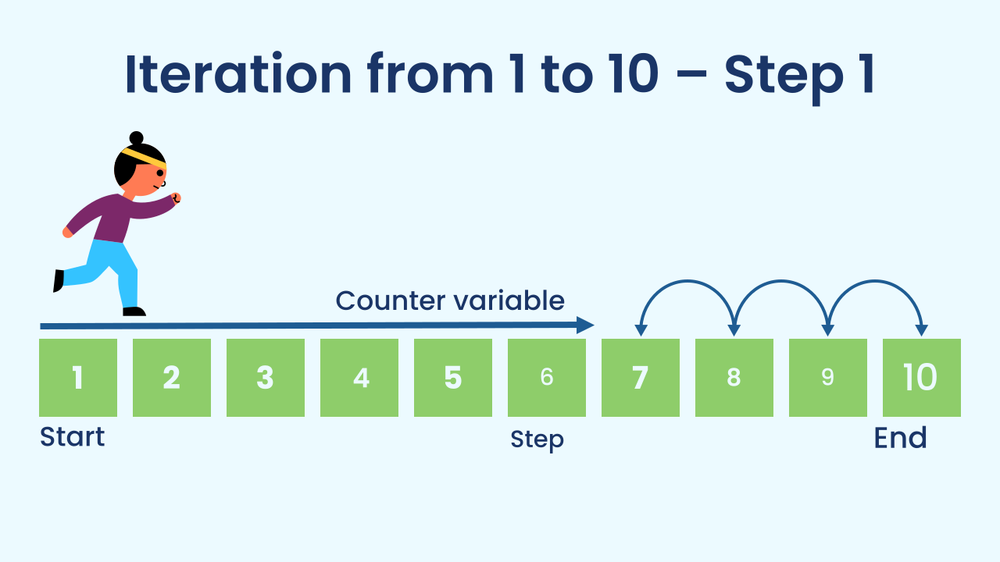 Iteration from 1 to 10 – Step 1
Counter variable
1 2 3 4 5 6 7 8 9 10
Start Step End